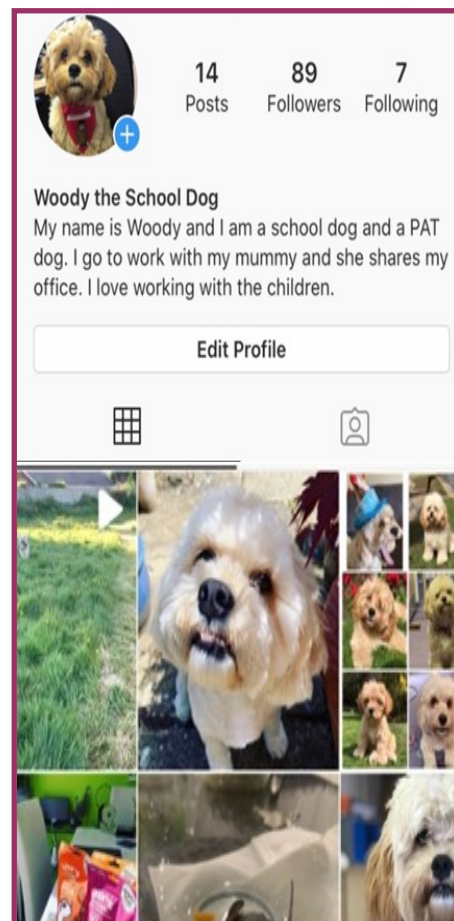 14 89 7
Posts Followers Following
Woody the School Dog
My name is Woody and I am a school dog and a PAT
dog. I go to work with my mummy and she shares my
office. I love working with the children.
Edit Profile